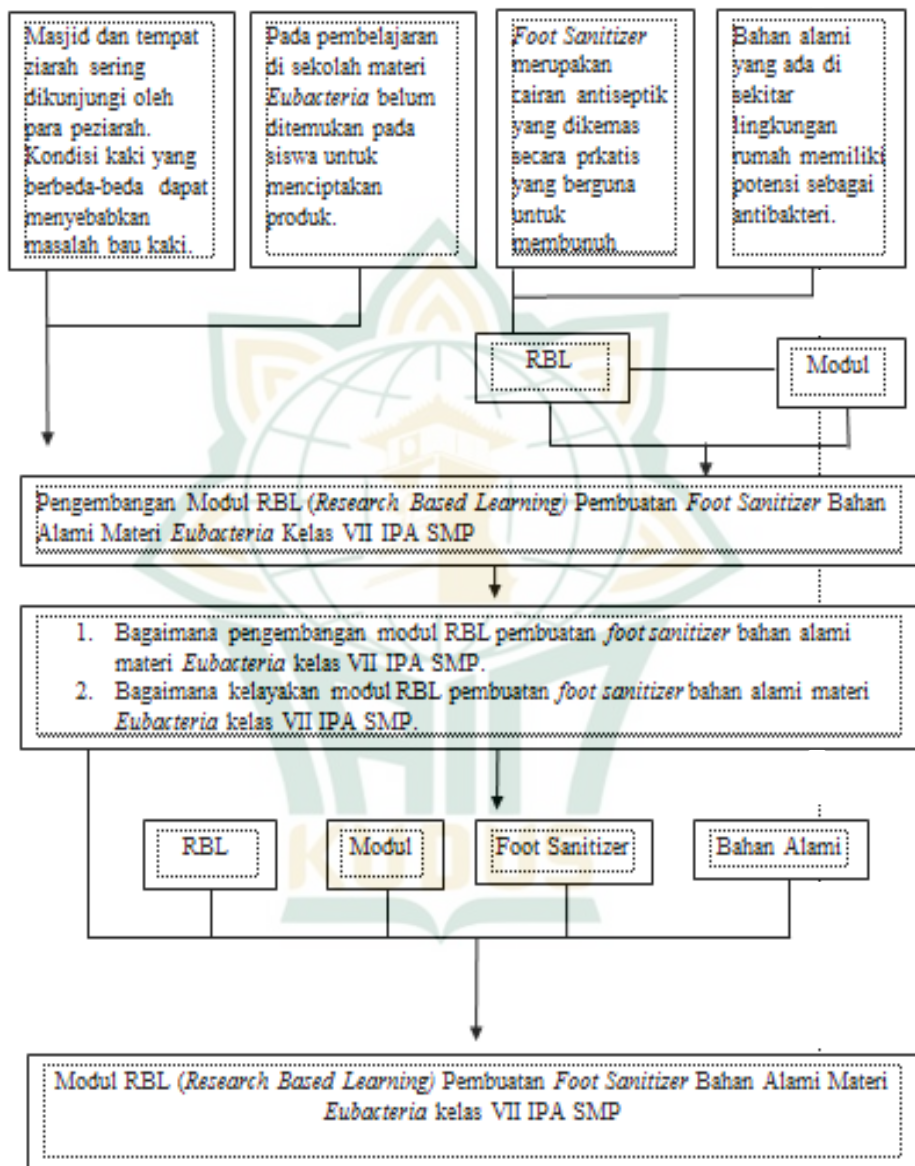 Masjid dan tempat
ziarah sering
dikunjungi oleh
para peziarah.
Kondisi kaki yang
berbeda-beda dapat
menyebabkan
masalah bau kaki.
Pada pembelajaran
di sekolah materi
Eubacteria belum
ditemukan pada
siswa untuk
menciptakan
produk.
Foot Sanitizer
merupakan
cairan antiseptik
yang dikemas
secara prkatis
yang berguna
untuk
membunuh
Bahan alami
yang ada di
sekitar
lingkungan
rumah memiliki
potensi sebagai
antibakteri.
RBL
Modul
Pengembangan Modul RBL (Research Based Learning) Pembuatan Foot Sanitizer Bahan
Alami Materi Eubacteria Kelas VII IPA SMP
1. Bagaimana pengembangan modul RBL pembuatan foot sanitizer bahan alami
materi Eubacteria kelas VII IPA SMP.
2. Bagaimana kelayakan modul RBL pembuatan foot sanitizer bahan alami materi
Eubacteria kelas VII IPA SMP.
RBL
Modul
Foot Sanitizer
Bahan Alami
KUDUS
Modul RBL (Research Based Learning) Pembuatan Foot Sanitizer Bahan Alami Materi
Eubacteria kelas VII IPA SMP